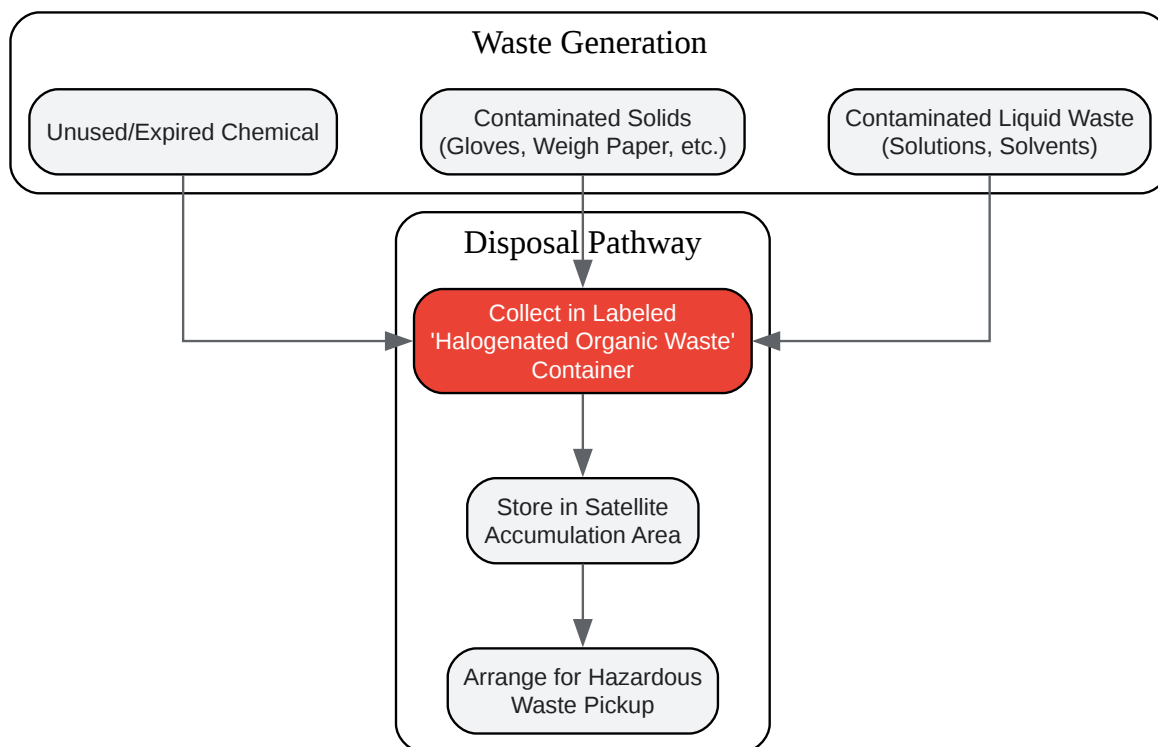 Waste Generation
Unused/Expired Chemical
Contaminated Solids
(Gloves, Weigh Paper, etc.)
Contaminated Liquid Waste
(Solutions, Solvents)
Disposal Pathway
Collect in Labeled
'Halogenated Organic Waste'
Container
Store in Satellite
Accumulation Area
Arrange for Hazardous
Waste Pickup